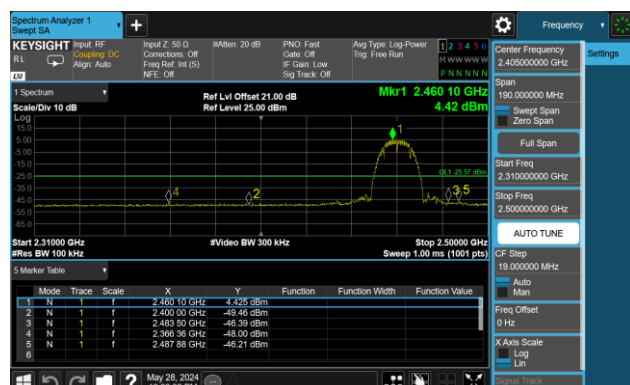 Spectrum Analyzer 1
Swept SA
Frequency
KEYSIGHT
Input: RF
Coupling: DC
Align: Auto
Input Z: 50 Ω
Corrections: Off
Freq Ref: Int (S)
NFE: Off
#Atten: 20 dB
PNO: Fast
Gate: Off
IF Gain: Low
Sig Track: Off
Avg Type: Log-Power
Trig: Free Run
1 2 3 4 5 6
M W W W W W
P N N N N N
R L
LXI
Center Frequency
2.405000000 GHz
Settings
1 Spectrum
Scale/Div 10 dB
Ref Lvl Offset 21.00 dB
Ref Level 25.00 dBm
Mkr1 2.460 10 GHz
4.42 dBm
Span
190.000000 MHz
Swept Span
Zero Span
Log
15.0
5.00
-5.00
-15.0
-25.0
-35.0
-45.0
-55.0
-65.0
1
DL1 -25.57 dBm
4
2
3
5
Full Span
Start Freq
2.310000000 GHz
Stop Freq
2.500000000 GHz
AUTO TUNE
Start 2.31000 GHz
#Video BW 300 kHz
Stop 2.50000 GHz
#Res BW 100 kHz
Sweep 1.00 ms (1001 pts)
CF Step
19.000000 MHz
Auto
Man
5 Marker Table
Mode Trace Scale X Y Function Function Width Function Value
1 N 1 f 2.460 10 GHz 4.425 dBm
2 N 1 f 2.400 00 GHz -49.46 dBm
3 N 1 f 2.483 50 GHz -46.39 dBm
4 N 1 f 2.366 36 GHz -48.00 dBm
5 N 1 f 2.487 88 GHz -46.21 dBm
6
Freq Offset
0 Hz
X Axis Scale
Log
Lin
Signal Track
?
May 28, 2024